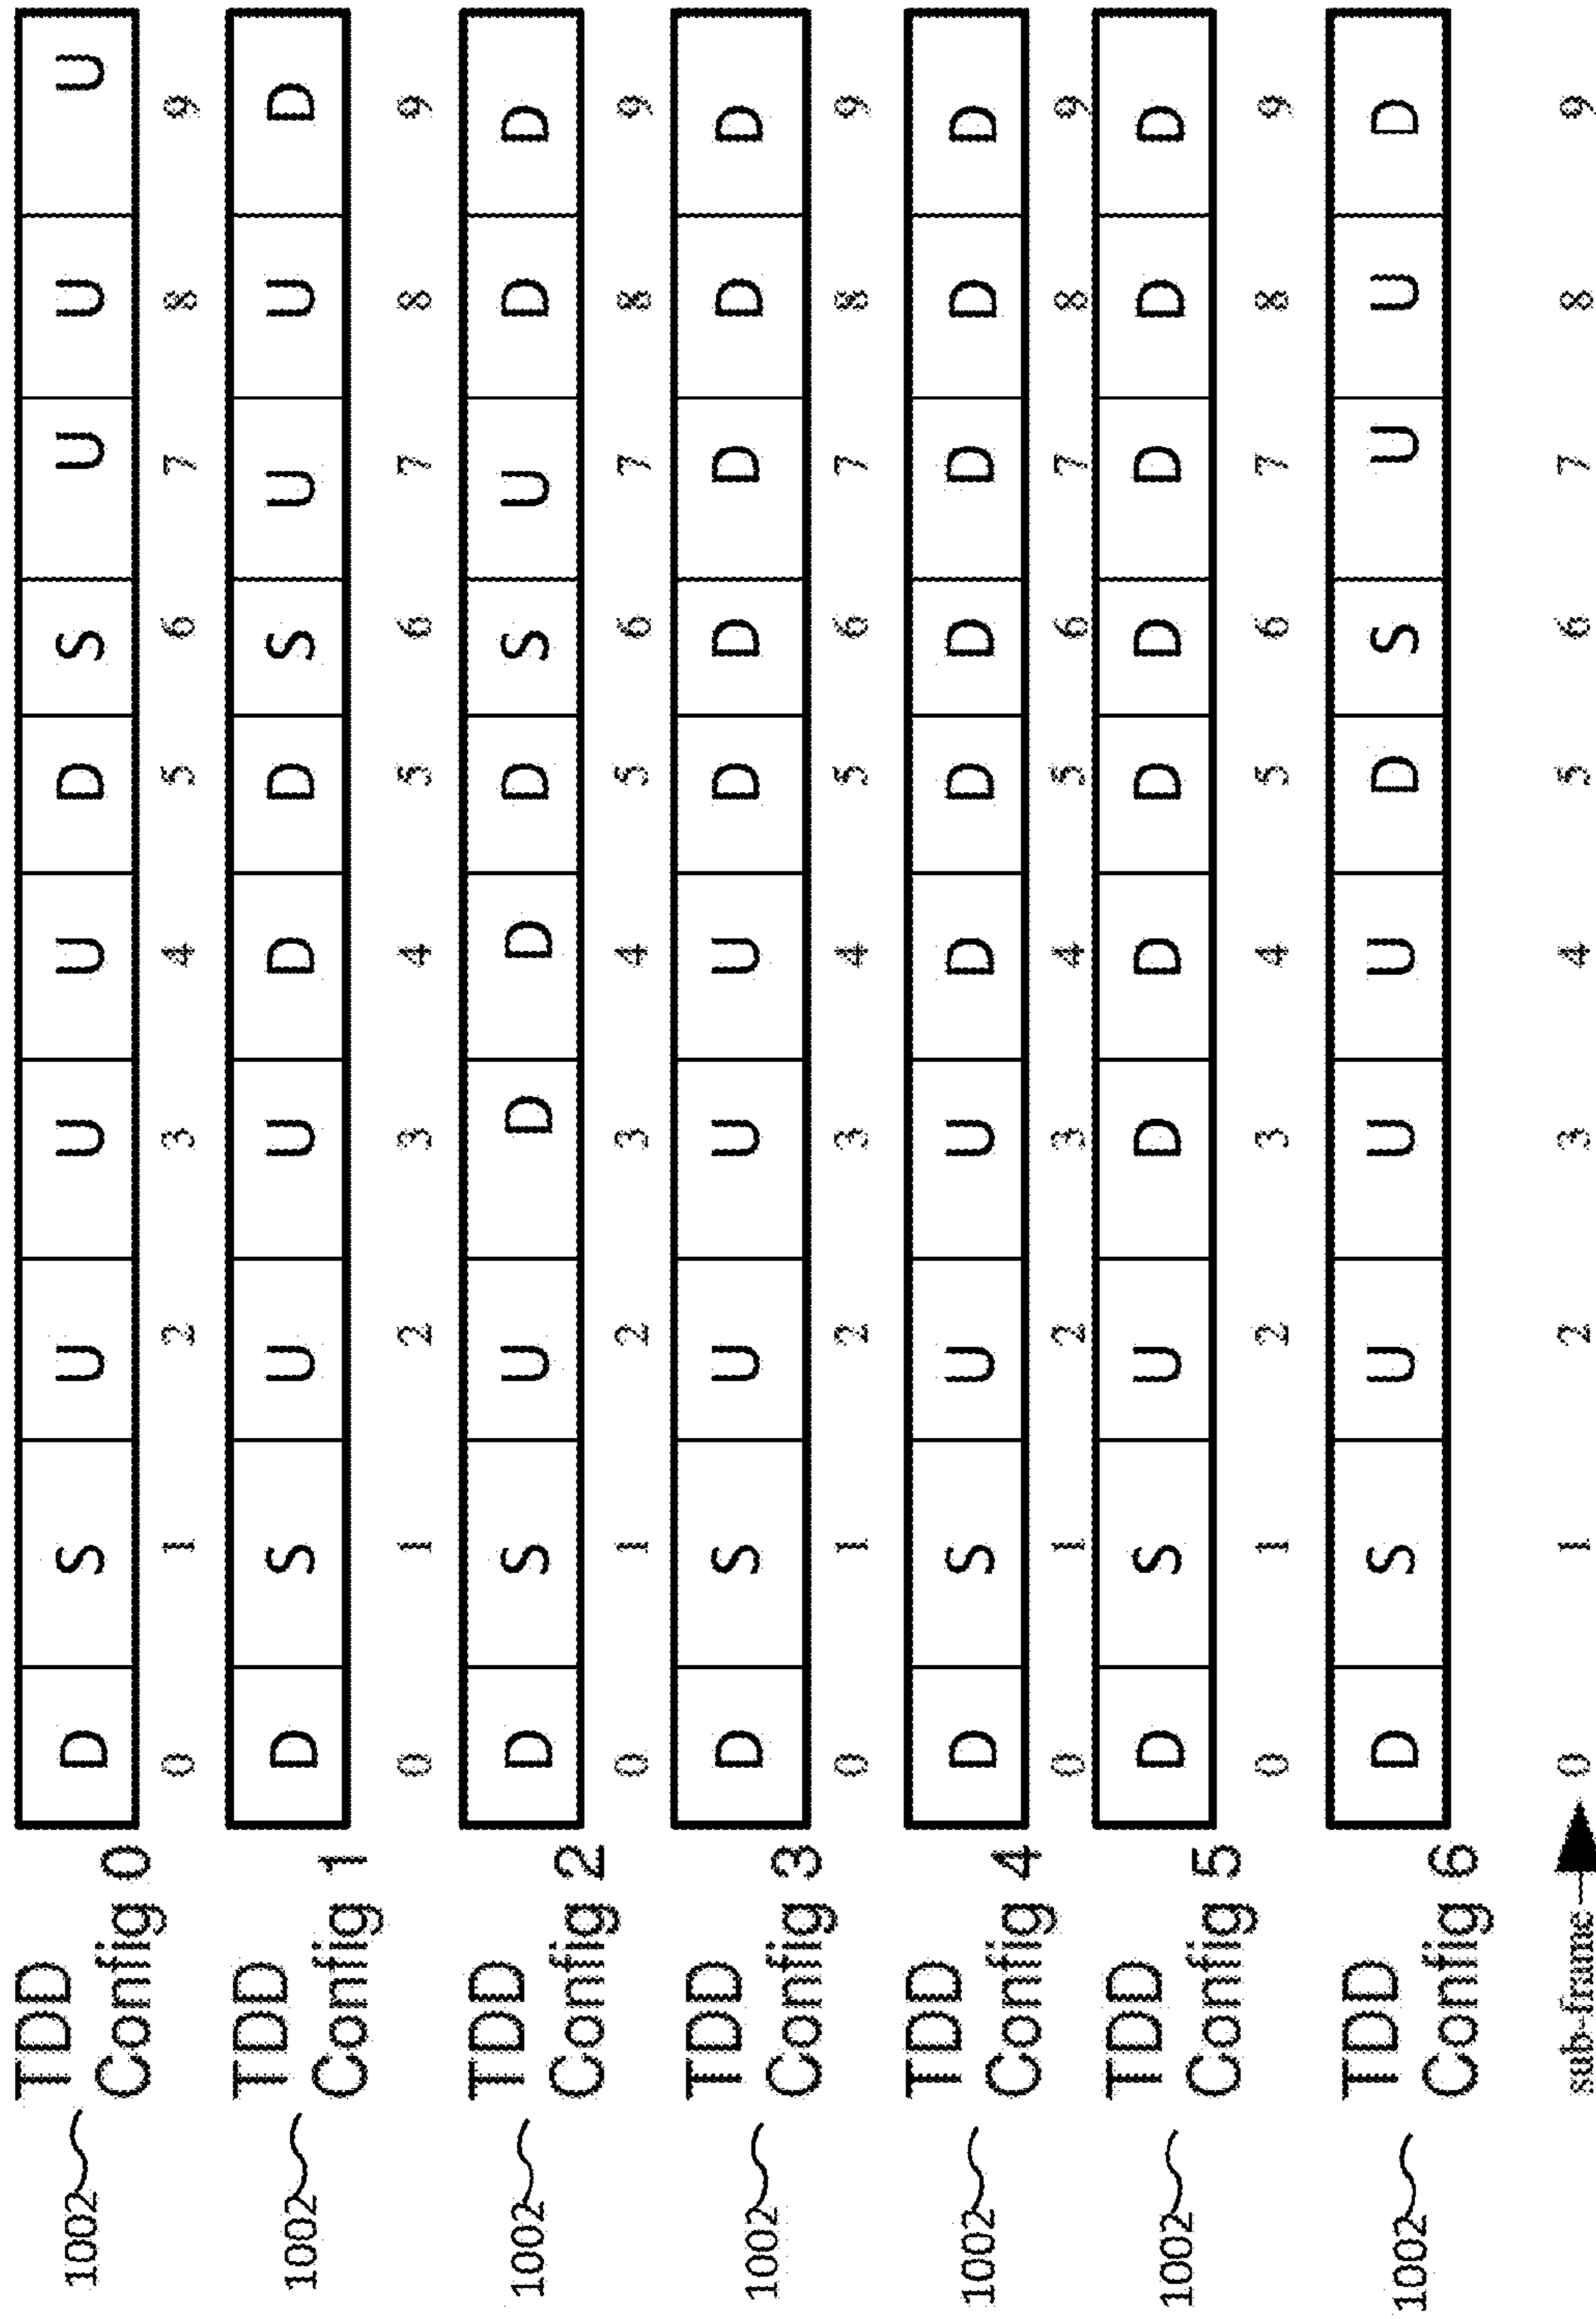 1002 TDD Config 0 D S U U U D S U U U
0 1 2 3 4 5 6 7 8 9
1002 TDD Config 1 D S U U D D S U U D
0 1 2 3 4 5 6 7 8 9
1002 TDD Config 2 D S U D D D S U D D
0 1 2 3 4 5 6 7 8 9
1002 TDD Config 3 D S U U U D D D D D
0 1 2 3 4 5 6 7 8 9
1002 TDD Config 4 D S U U D D D D D D
0 1 2 3 4 5 6 7 8 9
1002 TDD Config 5 D S U D D D D D D D
0 1 2 3 4 5 6 7 8 9
1002 TDD Config 6 D S U U U D S U U D
sub-frame 0 1 2 3 4 5 6 7 8 9